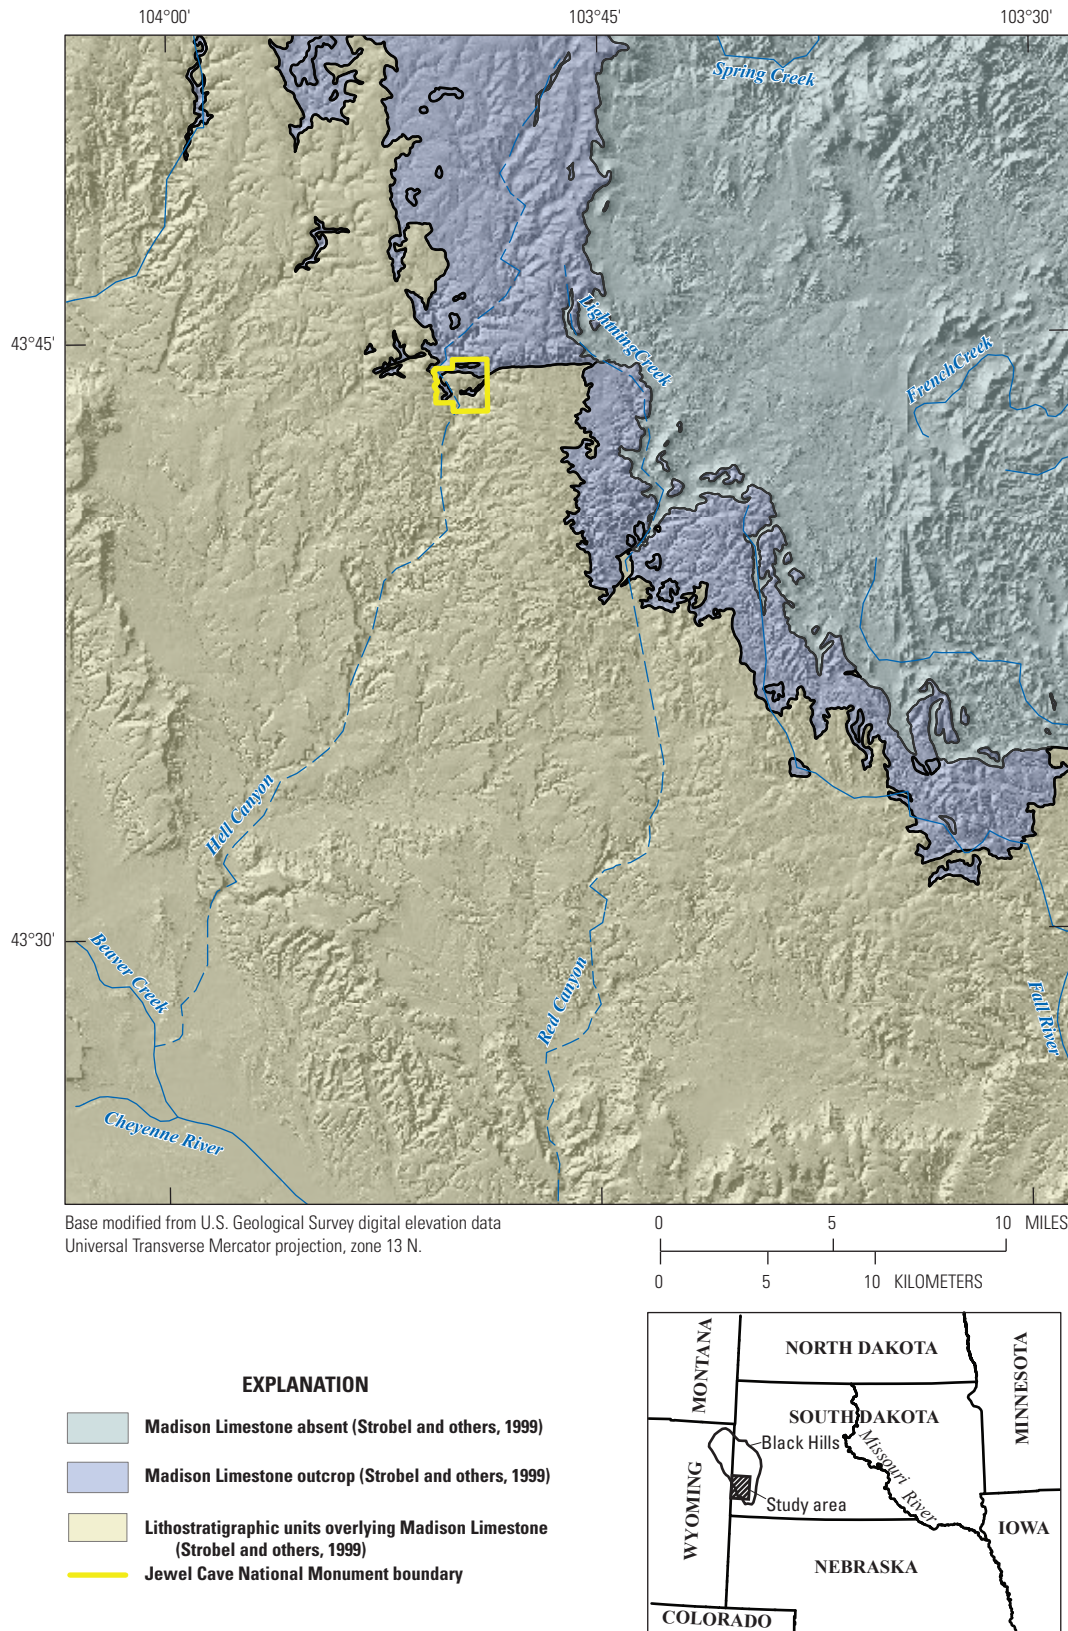 104°00'
103°45'
103°30'
Spring Creek
43°45'
Lightning Creek
French Creek
Hell Canyon
43°30'
Beaver Creek
Red Canyon
Fall River
Cheyenne River
Base modified from U.S. Geological Survey digital elevation data
Universal Transverse Mercator projection, zone 13 N.
0 5 10 MILES
0 5 10 KILOMETERS
EXPLANATION
Madison Limestone absent (Strobel and others, 1999)
Madison Limestone outcrop (Strobel and others, 1999)
Lithostratigraphic units overlying Madison Limestone
(Strobel and others, 1999)
Jewel Cave National Monument boundary
MONTANA
NORTH DAKOTA
MINNESOTA
SOUTH DAKOTA
Black Hills
Missouri River
WYOMING
Study area
IOWA
NEBRASKA
COLORADO